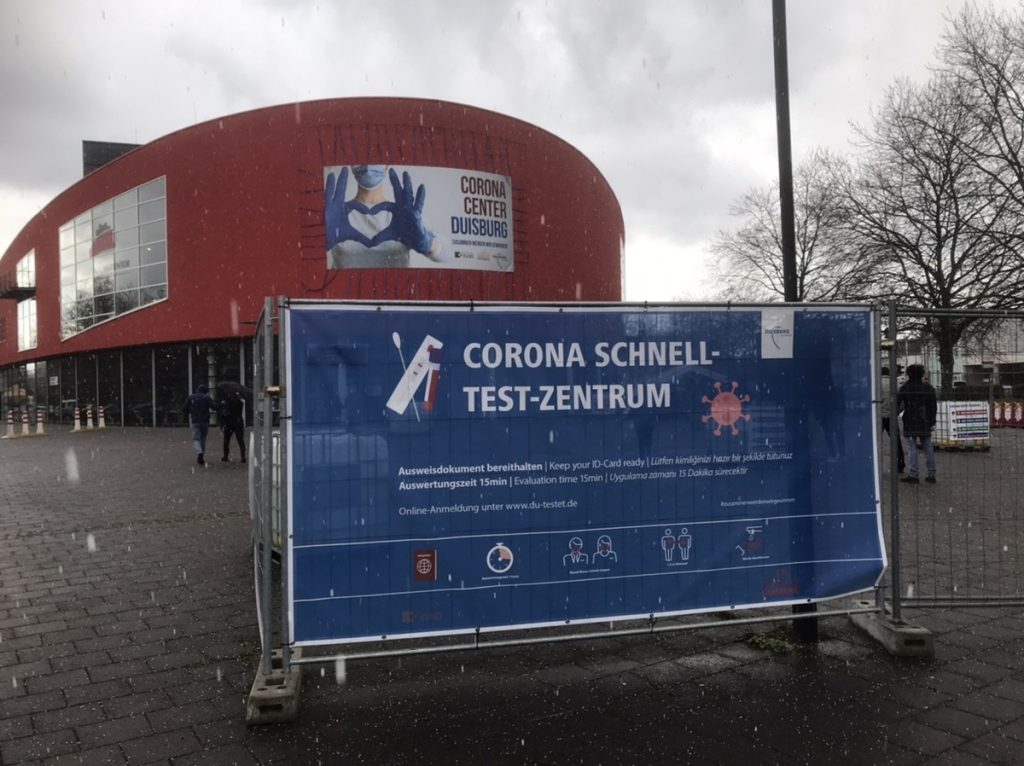 CORONA
CENTER
DUISBURG
DUISBURG
CORONA SCHNELL-
TEST-ZENTRUM
Ausweisdokument bereithalten | Keep your ID-Card ready | Lütfen kimliğinizi hazır bir şekilde tutunuz
Auswertungszeit 15min | Evaluation time 15min | Uygulama zamanı 15 Dakika sürecektir
Online-Anmeldung unter www.du-testet.de